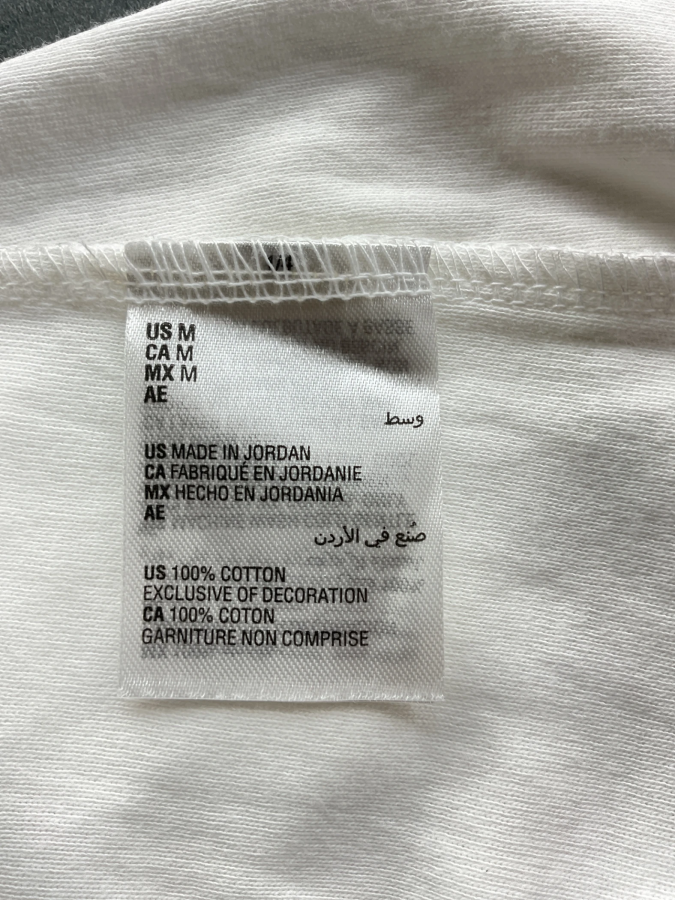 US M
CA M
MX M
AE
وسط
US MADE IN JORDAN
CA FABRIQUÉ EN JORDANIE
MX HECHO EN JORDANIA
AE
صُنع في الأردن
US 100% COTTON
EXCLUSIVE OF DECORATION
CA 100% COTON
GARNITURE NON COMPRISE